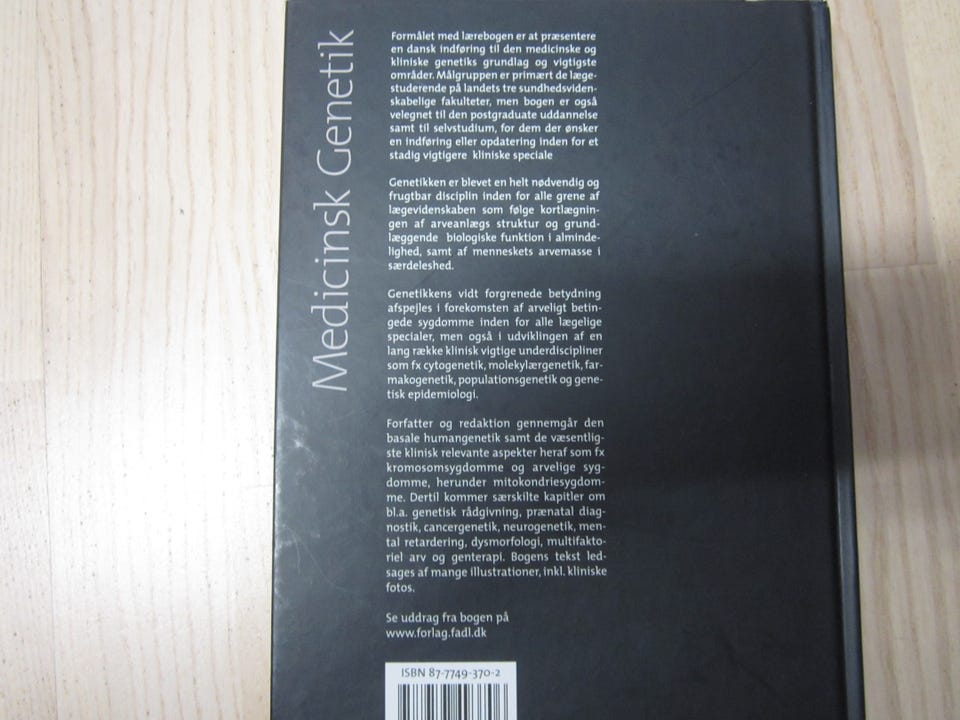 Medicinsk Genetik
Formålet med lærebogen er at præsentere
en dansk indføring til den medicinske og
kliniske genetiks grundlag og vigtigste
områder. Målgruppen er primært de læge-
studerende på landets tre sundhedsviden-
skabelige fakulteter, men bogen er også
velegnet til den postgraduate uddannelse
samt til selvstudium, for dem der ønsker
en indføring eller opdatering inden for et
stadig vigtigere kliniske speciale
Genetikken er blevet en helt nødvendig og
frugtbar disciplin inden for alle grene af
lægevidenskaben som følge kortlægnin-
gen af arveanlægs struktur og grund-
læggende biologiske funktion i alminde-
lighed, samt af menneskets arvemasse i
særdeleshed.
Genetikkens vidt forgrenede betydning
afspejles i forekomsten af arveligt betin-
gede sygdomme inden for alle lægelige
specialer, men også i udviklingen af en
lang række klinisk vigtige underdiscipliner
som fx cytogenetik, molekylærgenetik, far-
makogenetik, populationsgenetik og gene-
tisk epidemiologi.
Forfatter og redaktion gennemgår den
basale humangenetik samt de væsentlig-
ste klinisk relevante aspekter heraf som fx
kromosomsygdomme og arvelige syg-
domme, herunder mitokondriesygdom-
me. Dertil kommer særskilte kapitler om
bl.a. genetisk rådgivning, prænatal diag-
nostik, cancergenetik, neurogenetik, men-
tal retardering, dysmorfologi, multifakto-
riel arv og genterapi. Bogens tekst led-
sages af mange illustrationer, inkl. kliniske
fotos.
Se uddrag fra bogen på
www.forlag.fadl.dk
ISBN 87-7749-370-2